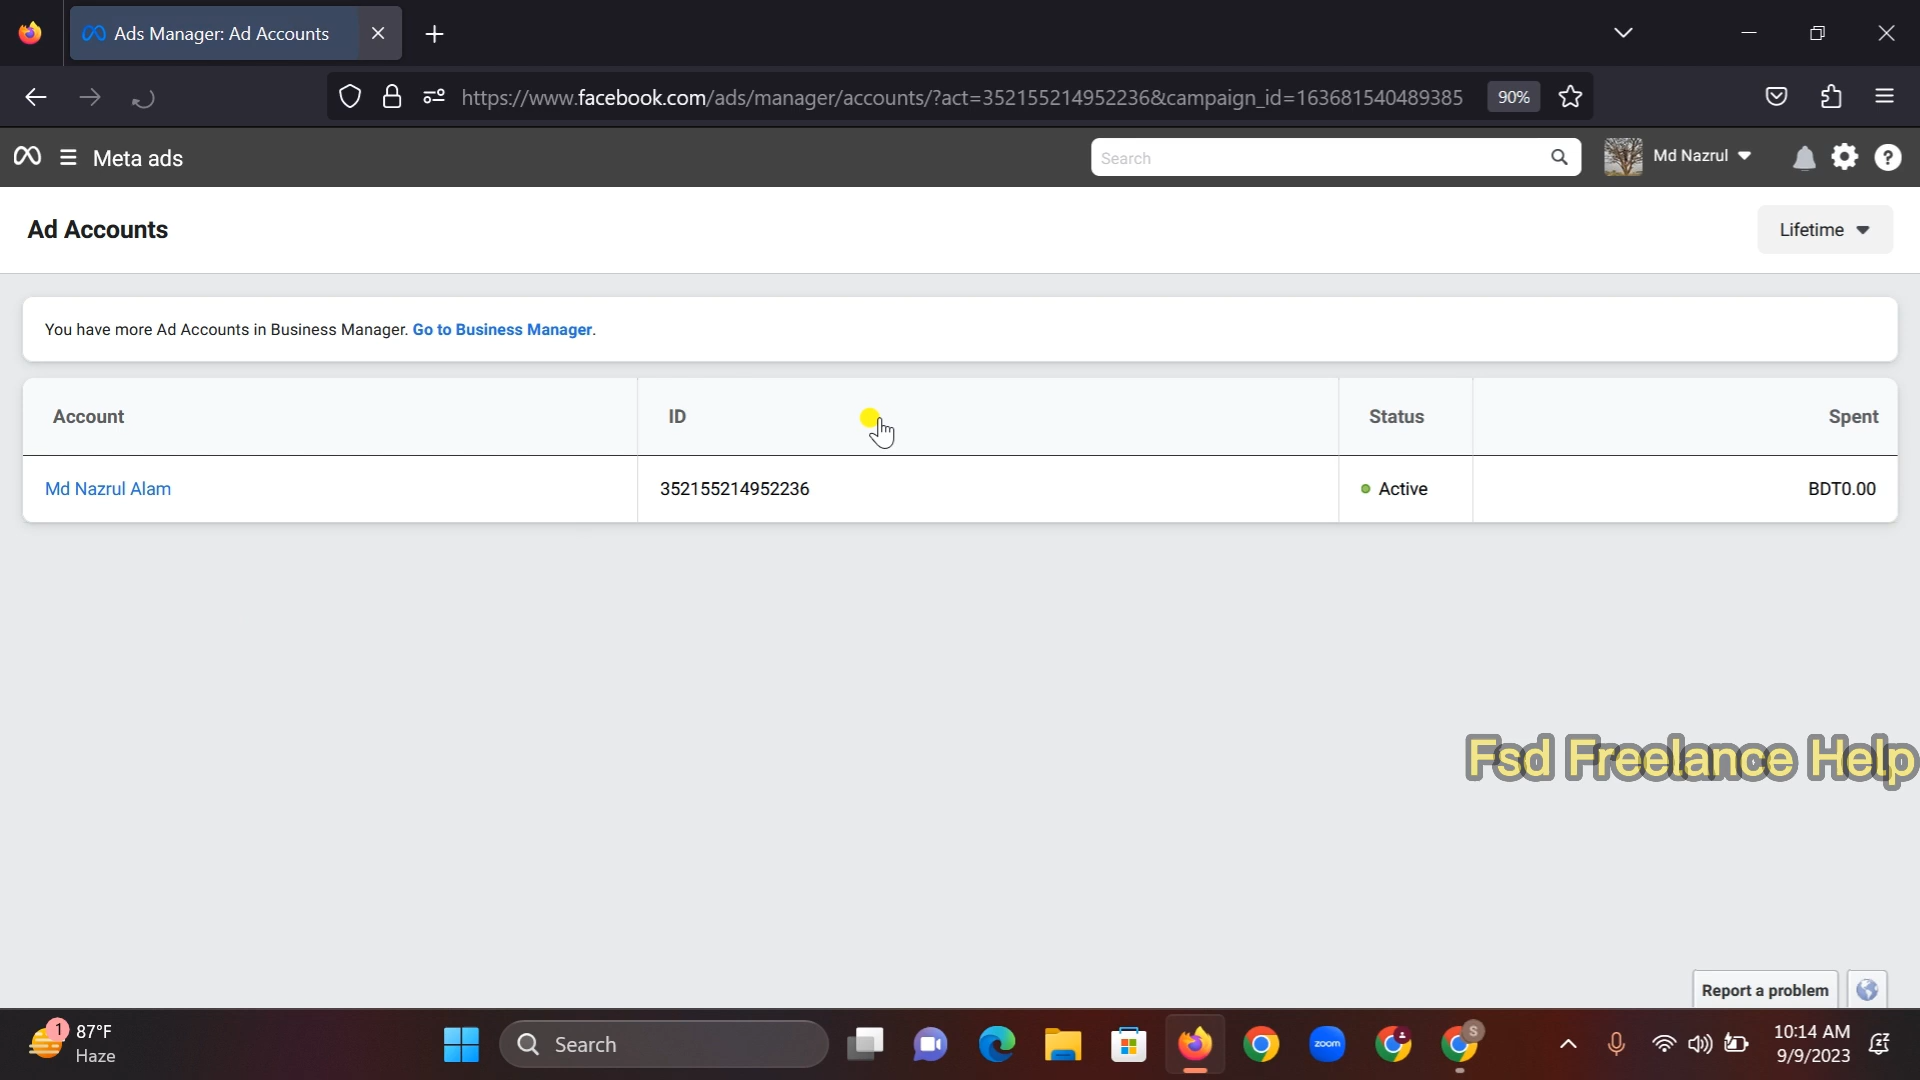 Ads Manager: Ad Accounts
https://www.facebook.com/ads/manager/accounts/?act=352155214952236&campaign_id=163681540489385
90%
Meta ads
Search
Md Nazrul
Ad Accounts
Lifetime
You have more Ad Accounts in Business Manager. Go to Business Manager.
Account ID Status Spent
Md Nazrul Alam 352155214952236 Active BDT0.00
Fsd Freelance Help
Report a problem
1
87°F
Haze
Search
zoom
S
10:14 AM
9/9/2023